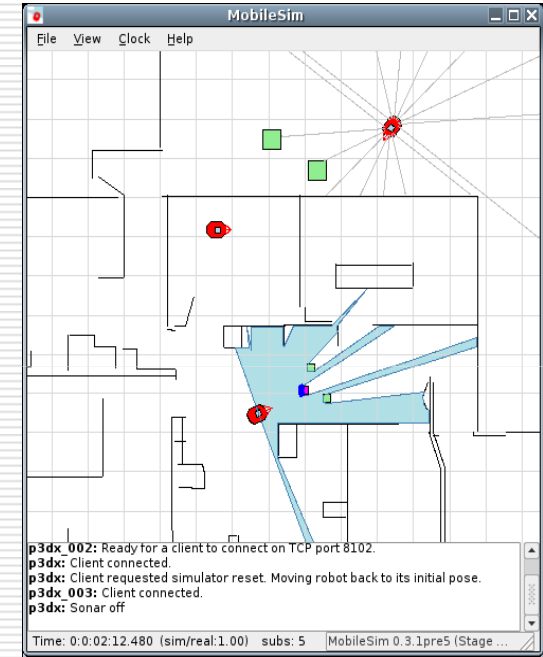 MobileSim
File View Clock Help
p3dx_002: Ready for a client to connect on TCP port 8102.
p3dx: Client connected.
p3dx: Client requested simulator reset. Moving robot back to its initial pose.
p3dx_003: Client connected.
p3dx: Sonar off
Time: 0:0:02:12.480 (sim/real:1.00) subs: 5 MobileSim 0.3.1pre5 (Stage ...